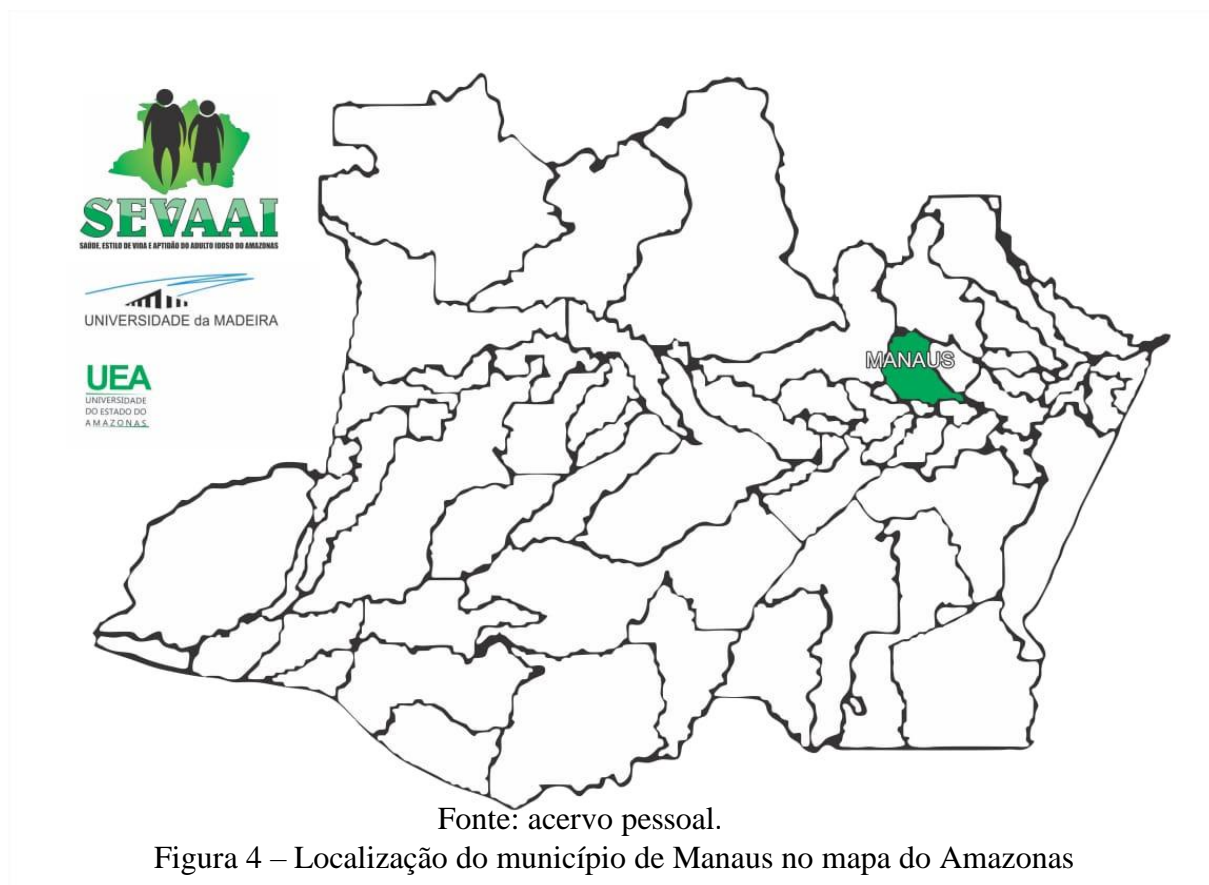 SEVAAI
SAÚDE, ESTILO DE VIDA E APTIDÃO DO ADULTO IDOSO DO AMAZONAS
UNIVERSIDADE da MADEIRA
UEA
UNIVERSIDADE
DO ESTADO DO
AMAZONAS
MANAUS
Fonte: acervo pessoal.
Figura 4 – Localização do município de Manaus no mapa do Amazonas